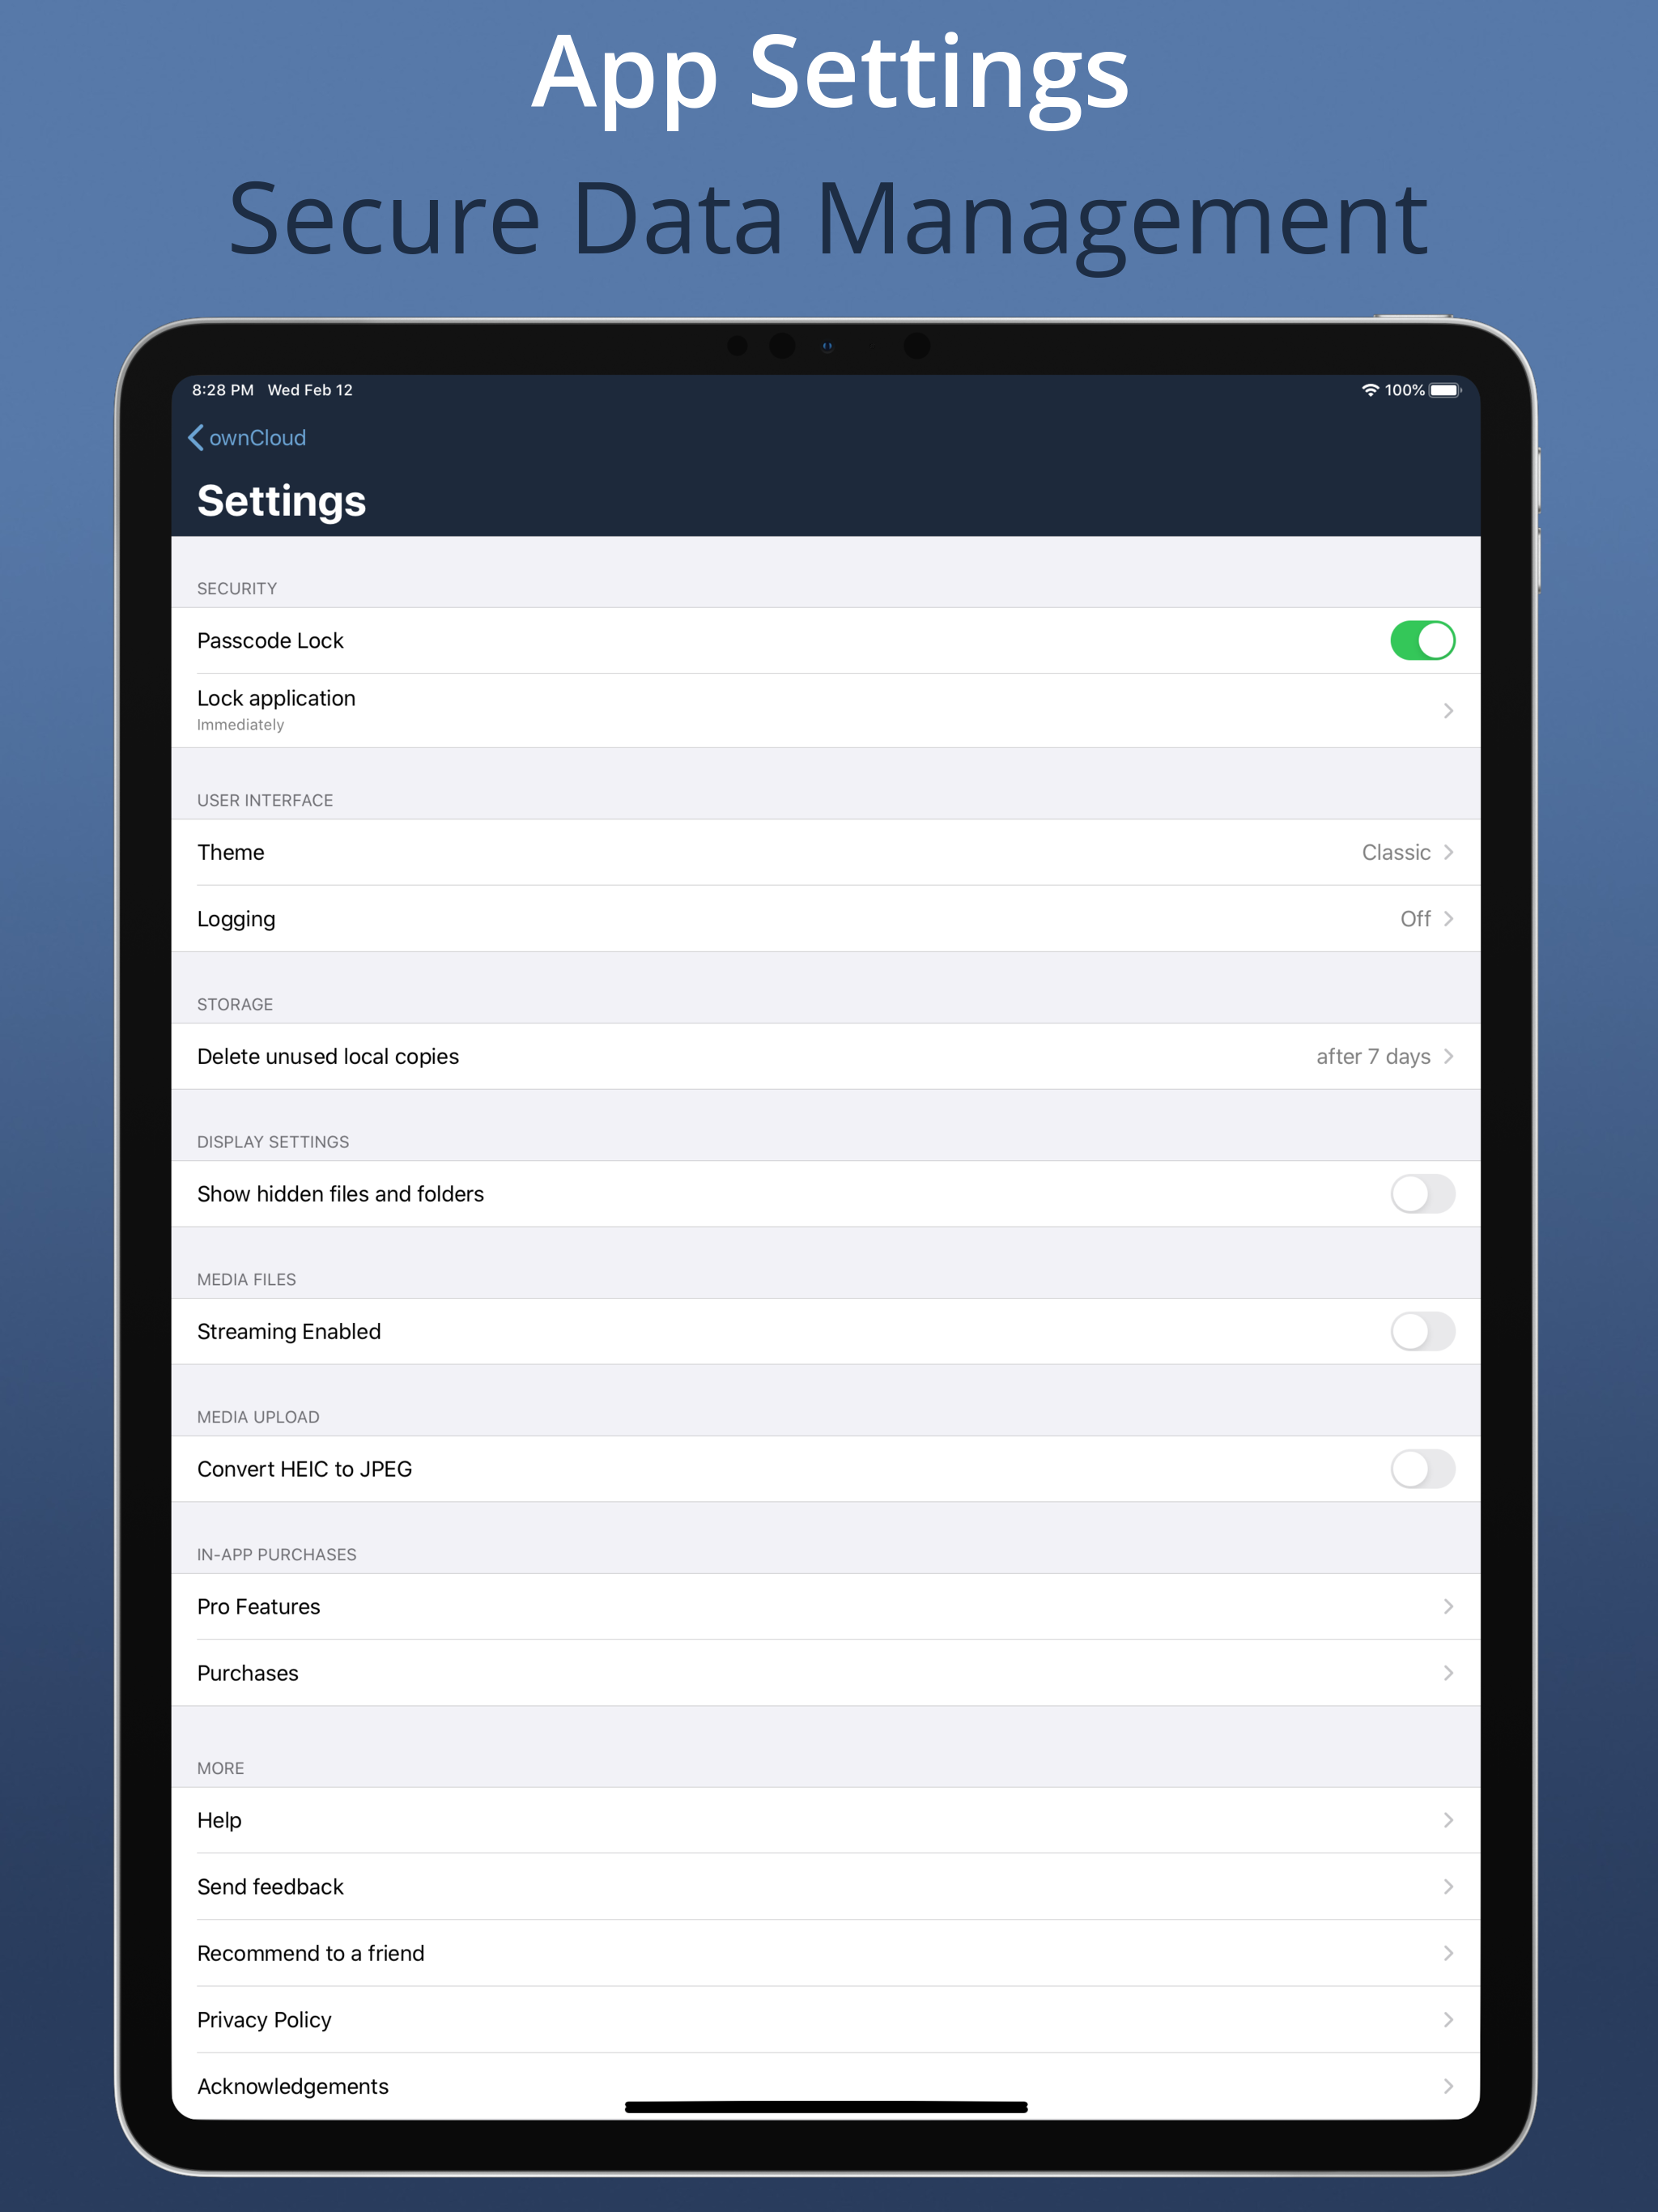 App Settings
Secure Data Management
8:28 PM Wed Feb 12
100%
ownCloud
Settings
SECURITY
Passcode Lock
Lock application
Immediately
USER INTERFACE
Theme Classic
Logging Off
STORAGE
Delete unused local copies after 7 days
DISPLAY SETTINGS
Show hidden files and folders
MEDIA FILES
Streaming Enabled
MEDIA UPLOAD
Convert HEIC to JPEG
IN-APP PURCHASES
Pro Features
Purchases
MORE
Help
Send feedback
Recommend to a friend
Privacy Policy
Acknowledgements